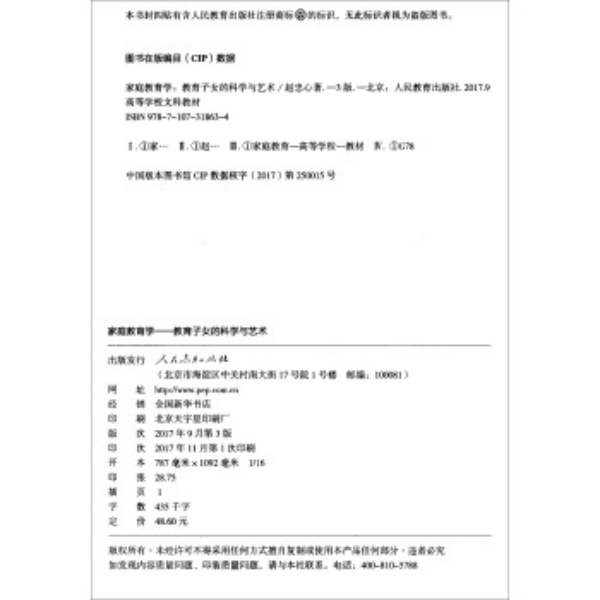 本书封四贴有含人民教育出版社注册商标的标识，无此标识者视为盗版图书。
图书在版编目（CIP）数据
家庭教育学：教育子女的科学与艺术／赵忠心著．—3版．—北京：人民教育出版社．2017.9
高等学校文科教材
ISBN 978-7-107-31863-4
Ⅰ．①家… Ⅱ．①赵… Ⅲ．①家庭教育—高等学校—教材 Ⅳ．①G78
中国版本图书馆 CIP 数据核字（2017）第 250015 号
家庭教育学——教育子女的科学与艺术
出版发行 人民教育出版社
（北京市海淀区中关村南大街 17 号院 1 号楼 邮编：100081）
网 址 http://www.pep.com.cn
经 销 全国新华书店
印 刷 北京天宇星印刷厂
版 次 2017 年 9 月第 3 版
印 次 2017 年 11 月第 1 次印刷
开 本 787 毫米×1092 毫米 1/16
印 张 28.75
插 页 1
字 数 435 千字
定 价 48.60 元
版权所有·未经许可不得采用任何方式擅自复制或使用本产品任何部分·违者必究
如发现内容质量问题、印装质量问题，请与本社联系。电话：400-810-5788